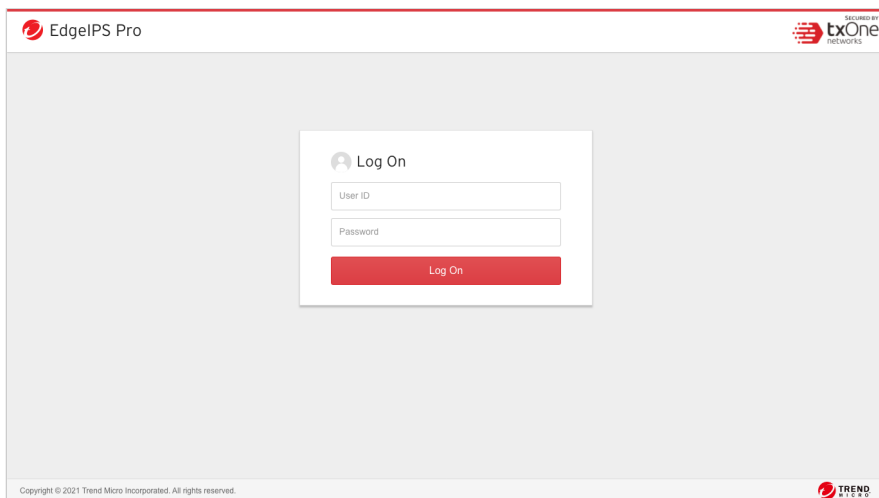 EdgeIPS Pro
SECURED BY
txOne
networks
Log On
User ID
Password
Log On
Copyright © 2021 Trend Micro Incorporated. All rights reserved.
TREND
MICRO